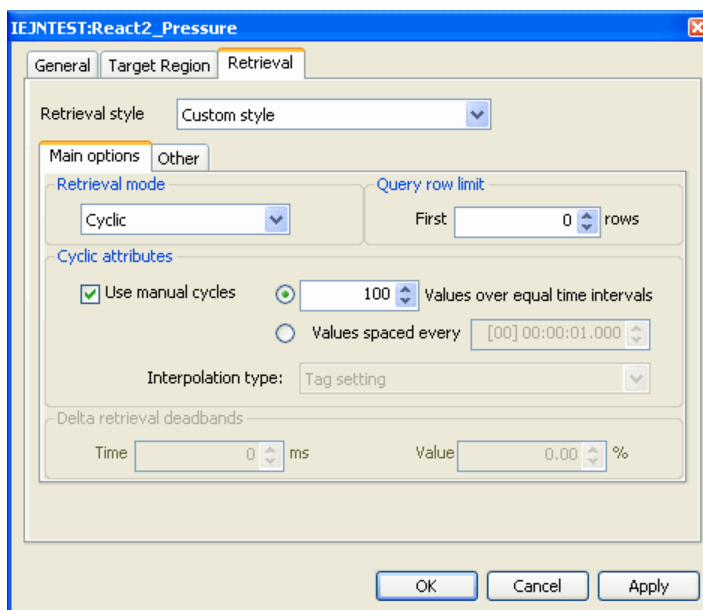 IEJNTEST:React2_Pressure
General Target Region Retrieval
Retrieval style Custom style
Main options Other
Retrieval mode Query row limit
Cyclic First 0 rows
Cyclic attributes
Use manual cycles 100 Values over equal time intervals
Values spaced every [00] 00:00:01.000
Interpolation type: Tag setting
Delta retrieval deadbands
Time 0 ms Value 0.00 %
OK Cancel Apply